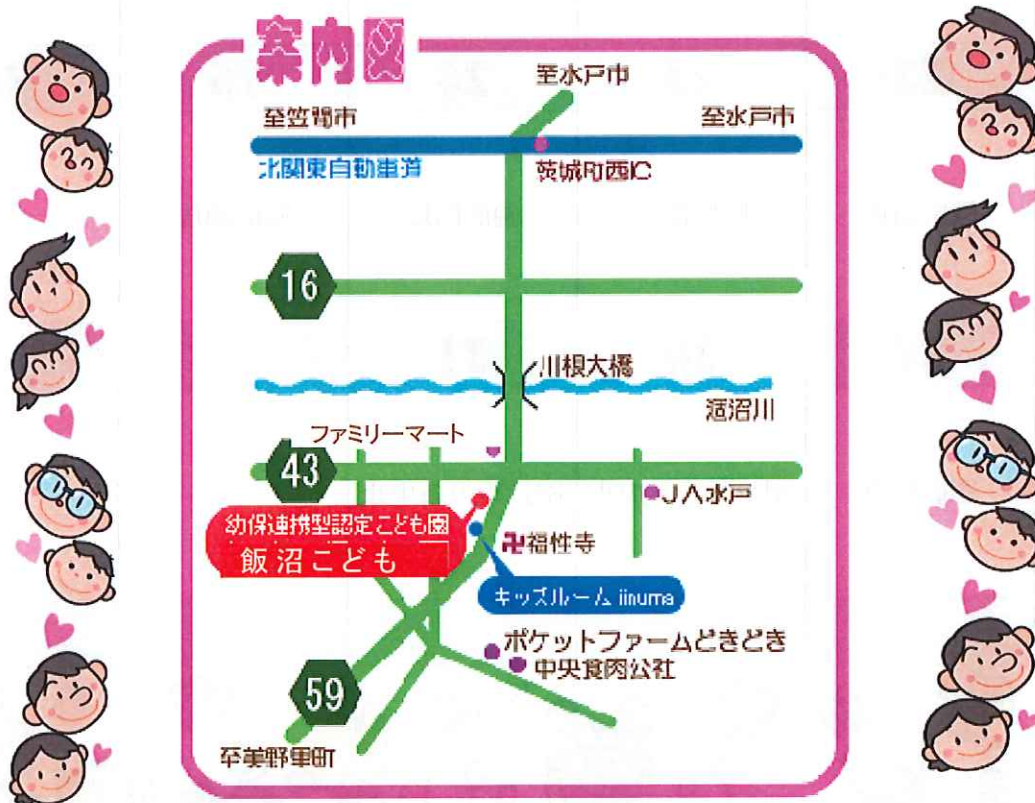 案内図
至水戸市
至笠間市
至水戸市
北関東自動車道
茨城町西IC
16
川根大橋
涸沼川
ファミリーマート
43
JA水戸
幼保連携型認定こども園
飯沼こども
卍福性寺
キッズルーム iinuma
ポケットファームどきどき
中央食肉公社
59
至美野里町